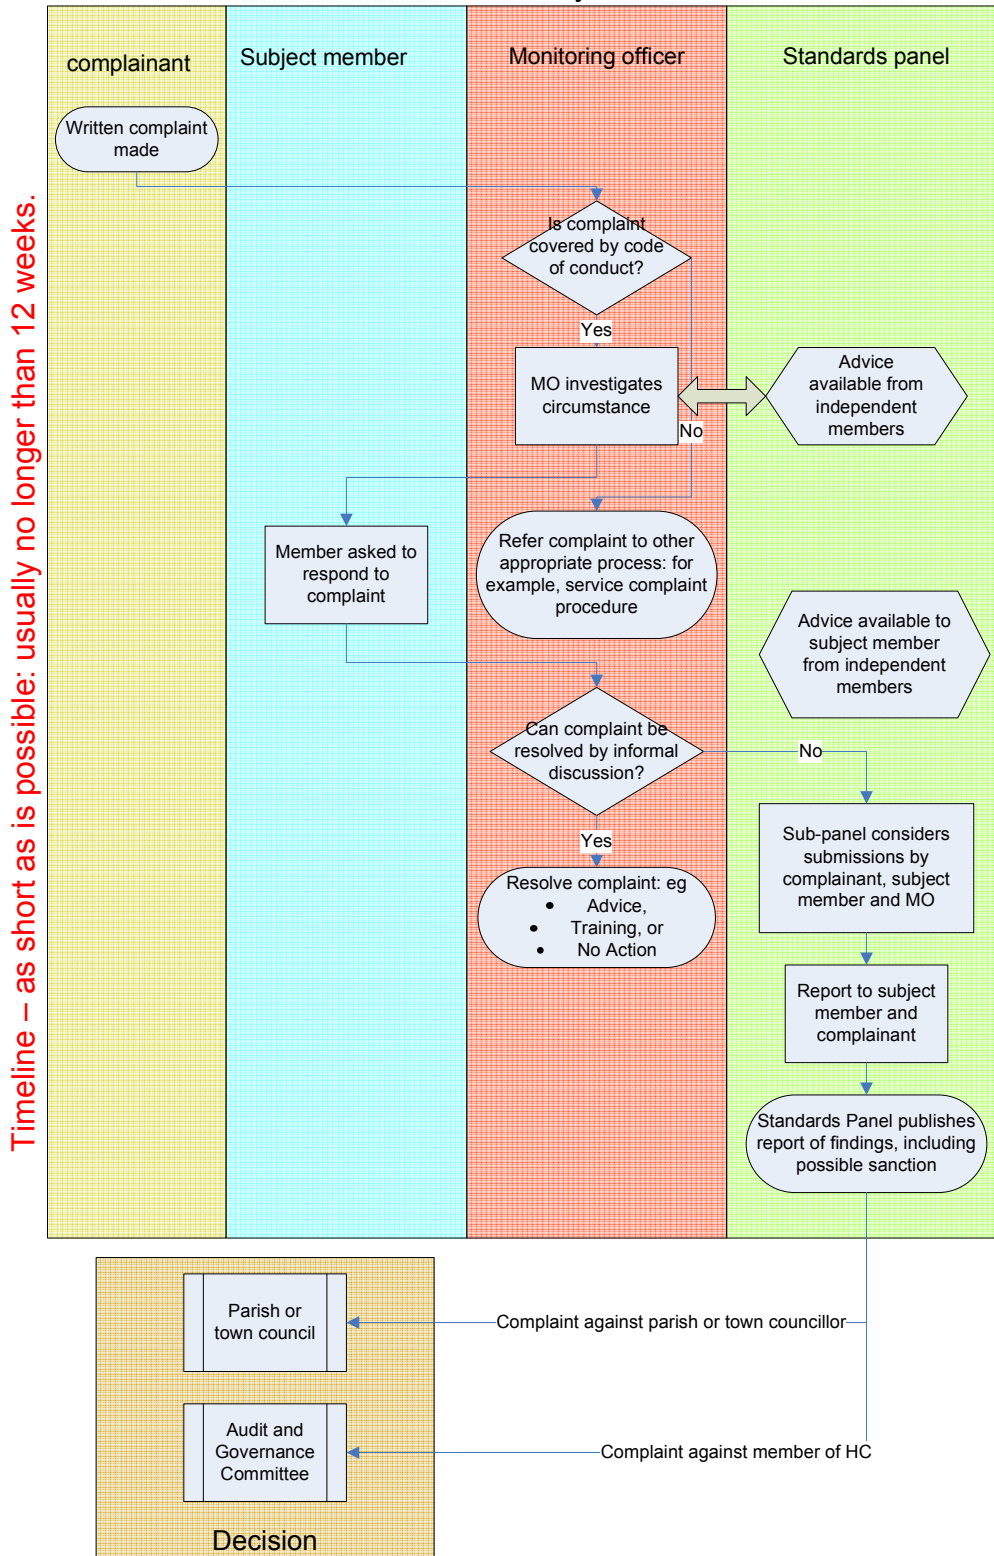 Timeline – as short as is possible: usually no longer than 12 weeks.
complainant
Subject member
Monitoring officer
Standards panel
Written complaint
made
Is complaint
covered by code
of conduct?
Yes
MO investigates
circumstance
Advice
available from
independent
members
No
Member asked to
respond to
complaint
Refer complaint to other
appropriate process: for
example, service complaint
procedure
Advice available to
subject member
from independent
members
Can complaint be
resolved by informal
discussion?
No
Yes
Sub-panel considers
submissions by
complainant, subject
member and MO
Resolve complaint: eg
• Advice,
• Training, or
• No Action
Report to subject
member and
complainant
Standards Panel publishes
report of findings, including
possible sanction
Parish or
town council
Complaint against parish or town councillor
Audit and
Governance
Committee
Complaint against member of HC
Decision